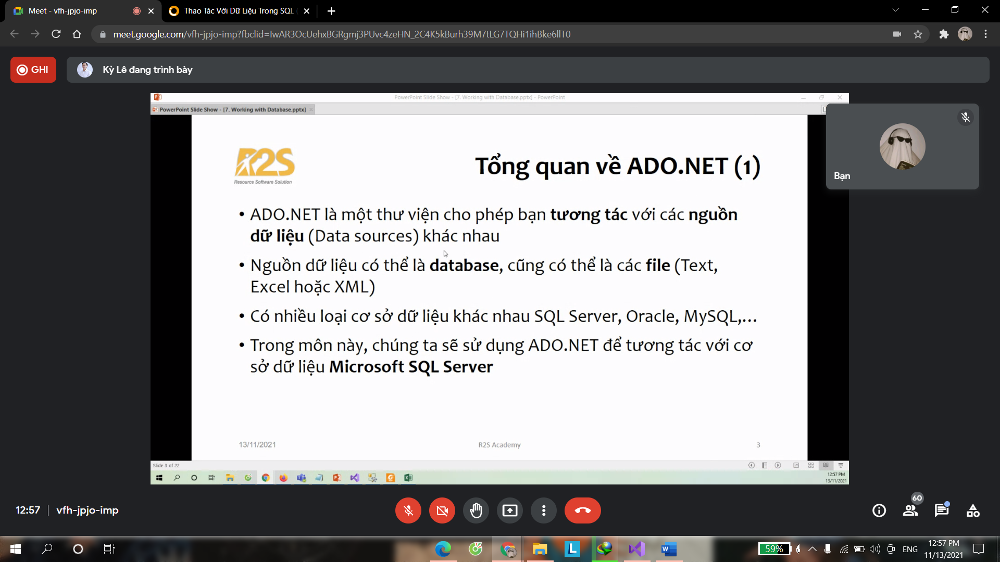 Meet - vfh-jpjo-imp
Thao Tác Với Dữ Liệu Trong SQL
meet.google.com/vfh-jpjo-imp?fbclid=IwAR3OcUehxBGRgmj3PUvc4zeHN_2C4K5kBurh39M7tLG7TQHi1ihBke6llT0
GHI
Kỳ Lê đang trình bày
PowerPoint Slide Show - [7. Working with Database.pptx] - PowerPoint
PowerPoint Slide Show - [7. Working with Database.pptx]
R2S
Resource Software Solution
Tổng quan về ADO.NET (1)
Bạn
• ADO.NET là một thư viện cho phép bạn tương tác với các nguồn
dữ liệu (Data sources) khác nhau
• Nguồn dữ liệu có thể là database, cũng có thể là các file (Text,
Excel hoặc XML)
• Có nhiều loại cơ sở dữ liệu khác nhau SQL Server, Oracle, MySQL,...
• Trong môn này, chúng ta sẽ sử dụng ADO.NET để tương tác với cơ
sở dữ liệu Microsoft SQL Server
13/11/2021
R2S Academy
3
Slide 3 of 22
12:57 PM
13/11/2021
12:57
vfh-jpjo-imp
60
59%
ENG
12:57 PM
11/13/2021